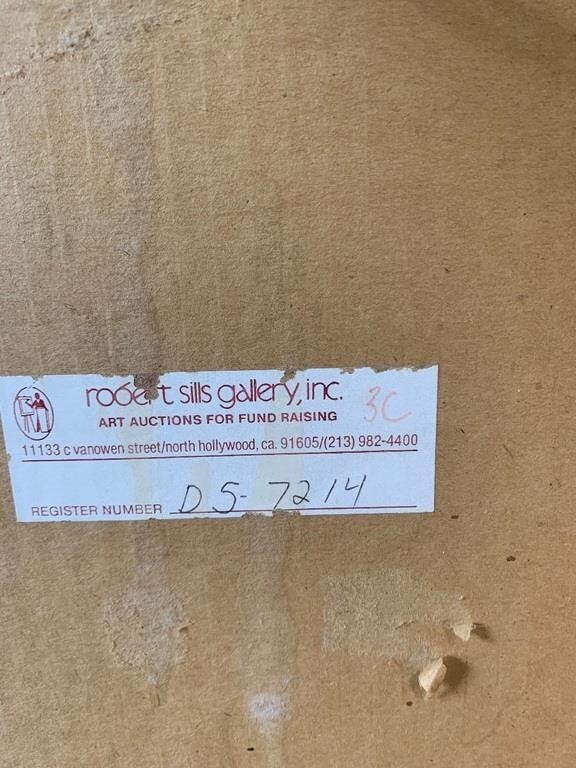 robert sills gallery, inc.
ART AUCTIONS FOR FUND RAISING 3C
11133 c vanowen street/north hollywood, ca. 91605/(213) 982-4400
REGISTER NUMBER DS-7214